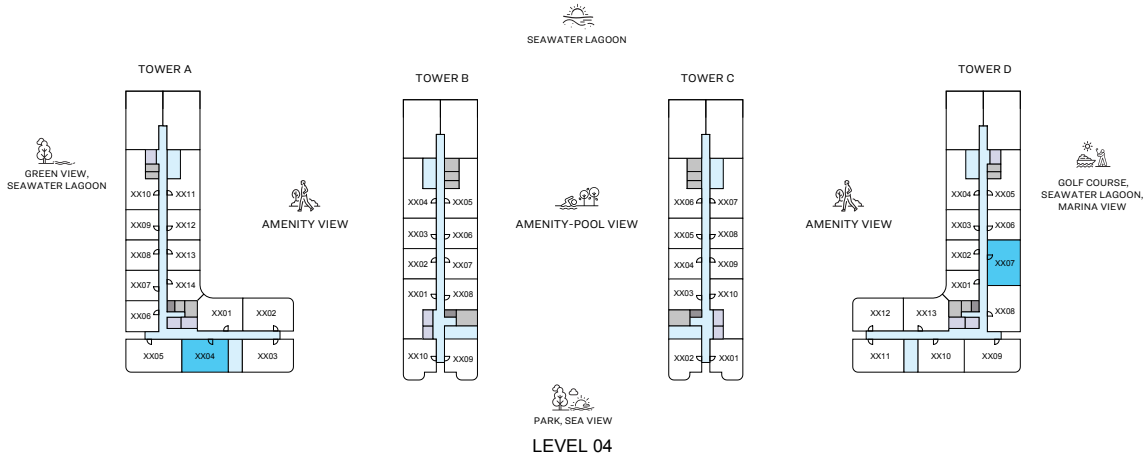 SEAWATER LAGOON
TOWER A
TOWER B
TOWER C
TOWER D
GREEN VIEW,
SEAWATER LAGOON
AMENITY VIEW
AMENITY-POOL VIEW
AMENITY VIEW
GOLF COURSE,
SEAWATER LAGOON,
MARINA VIEW
XX10 XX11
XX09 XX12
XX08 XX13
XX07 XX14
XX06 XX01 XX02
XX05 XX04 XX03
XX04 XX05
XX03 XX06
XX02 XX07
XX01 XX08
XX10 XX09
XX06 XX07
XX05 XX08
XX04 XX09
XX03 XX10
XX02 XX01
XX04 XX05
XX03 XX06
XX02 XX07
XX01
XX12 XX13 XX08
XX11 XX10 XX09
PARK, SEA VIEW
LEVEL 04